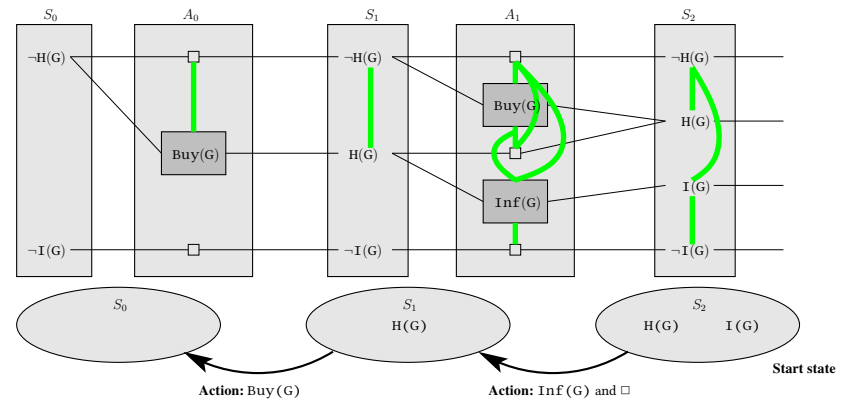 S₀ A₀ S₁ A₁ S₂
¬H(G) ¬H(G) ¬H(G)
Buy(G)
H(G)
Buy(G) H(G)
I(G)
Inf(G)
¬I(G) ¬I(G) ¬I(G)
S₀ S₁ S₂
H(G) H(G) I(G)
Start state
Action: Buy(G) Action: Inf(G) and □